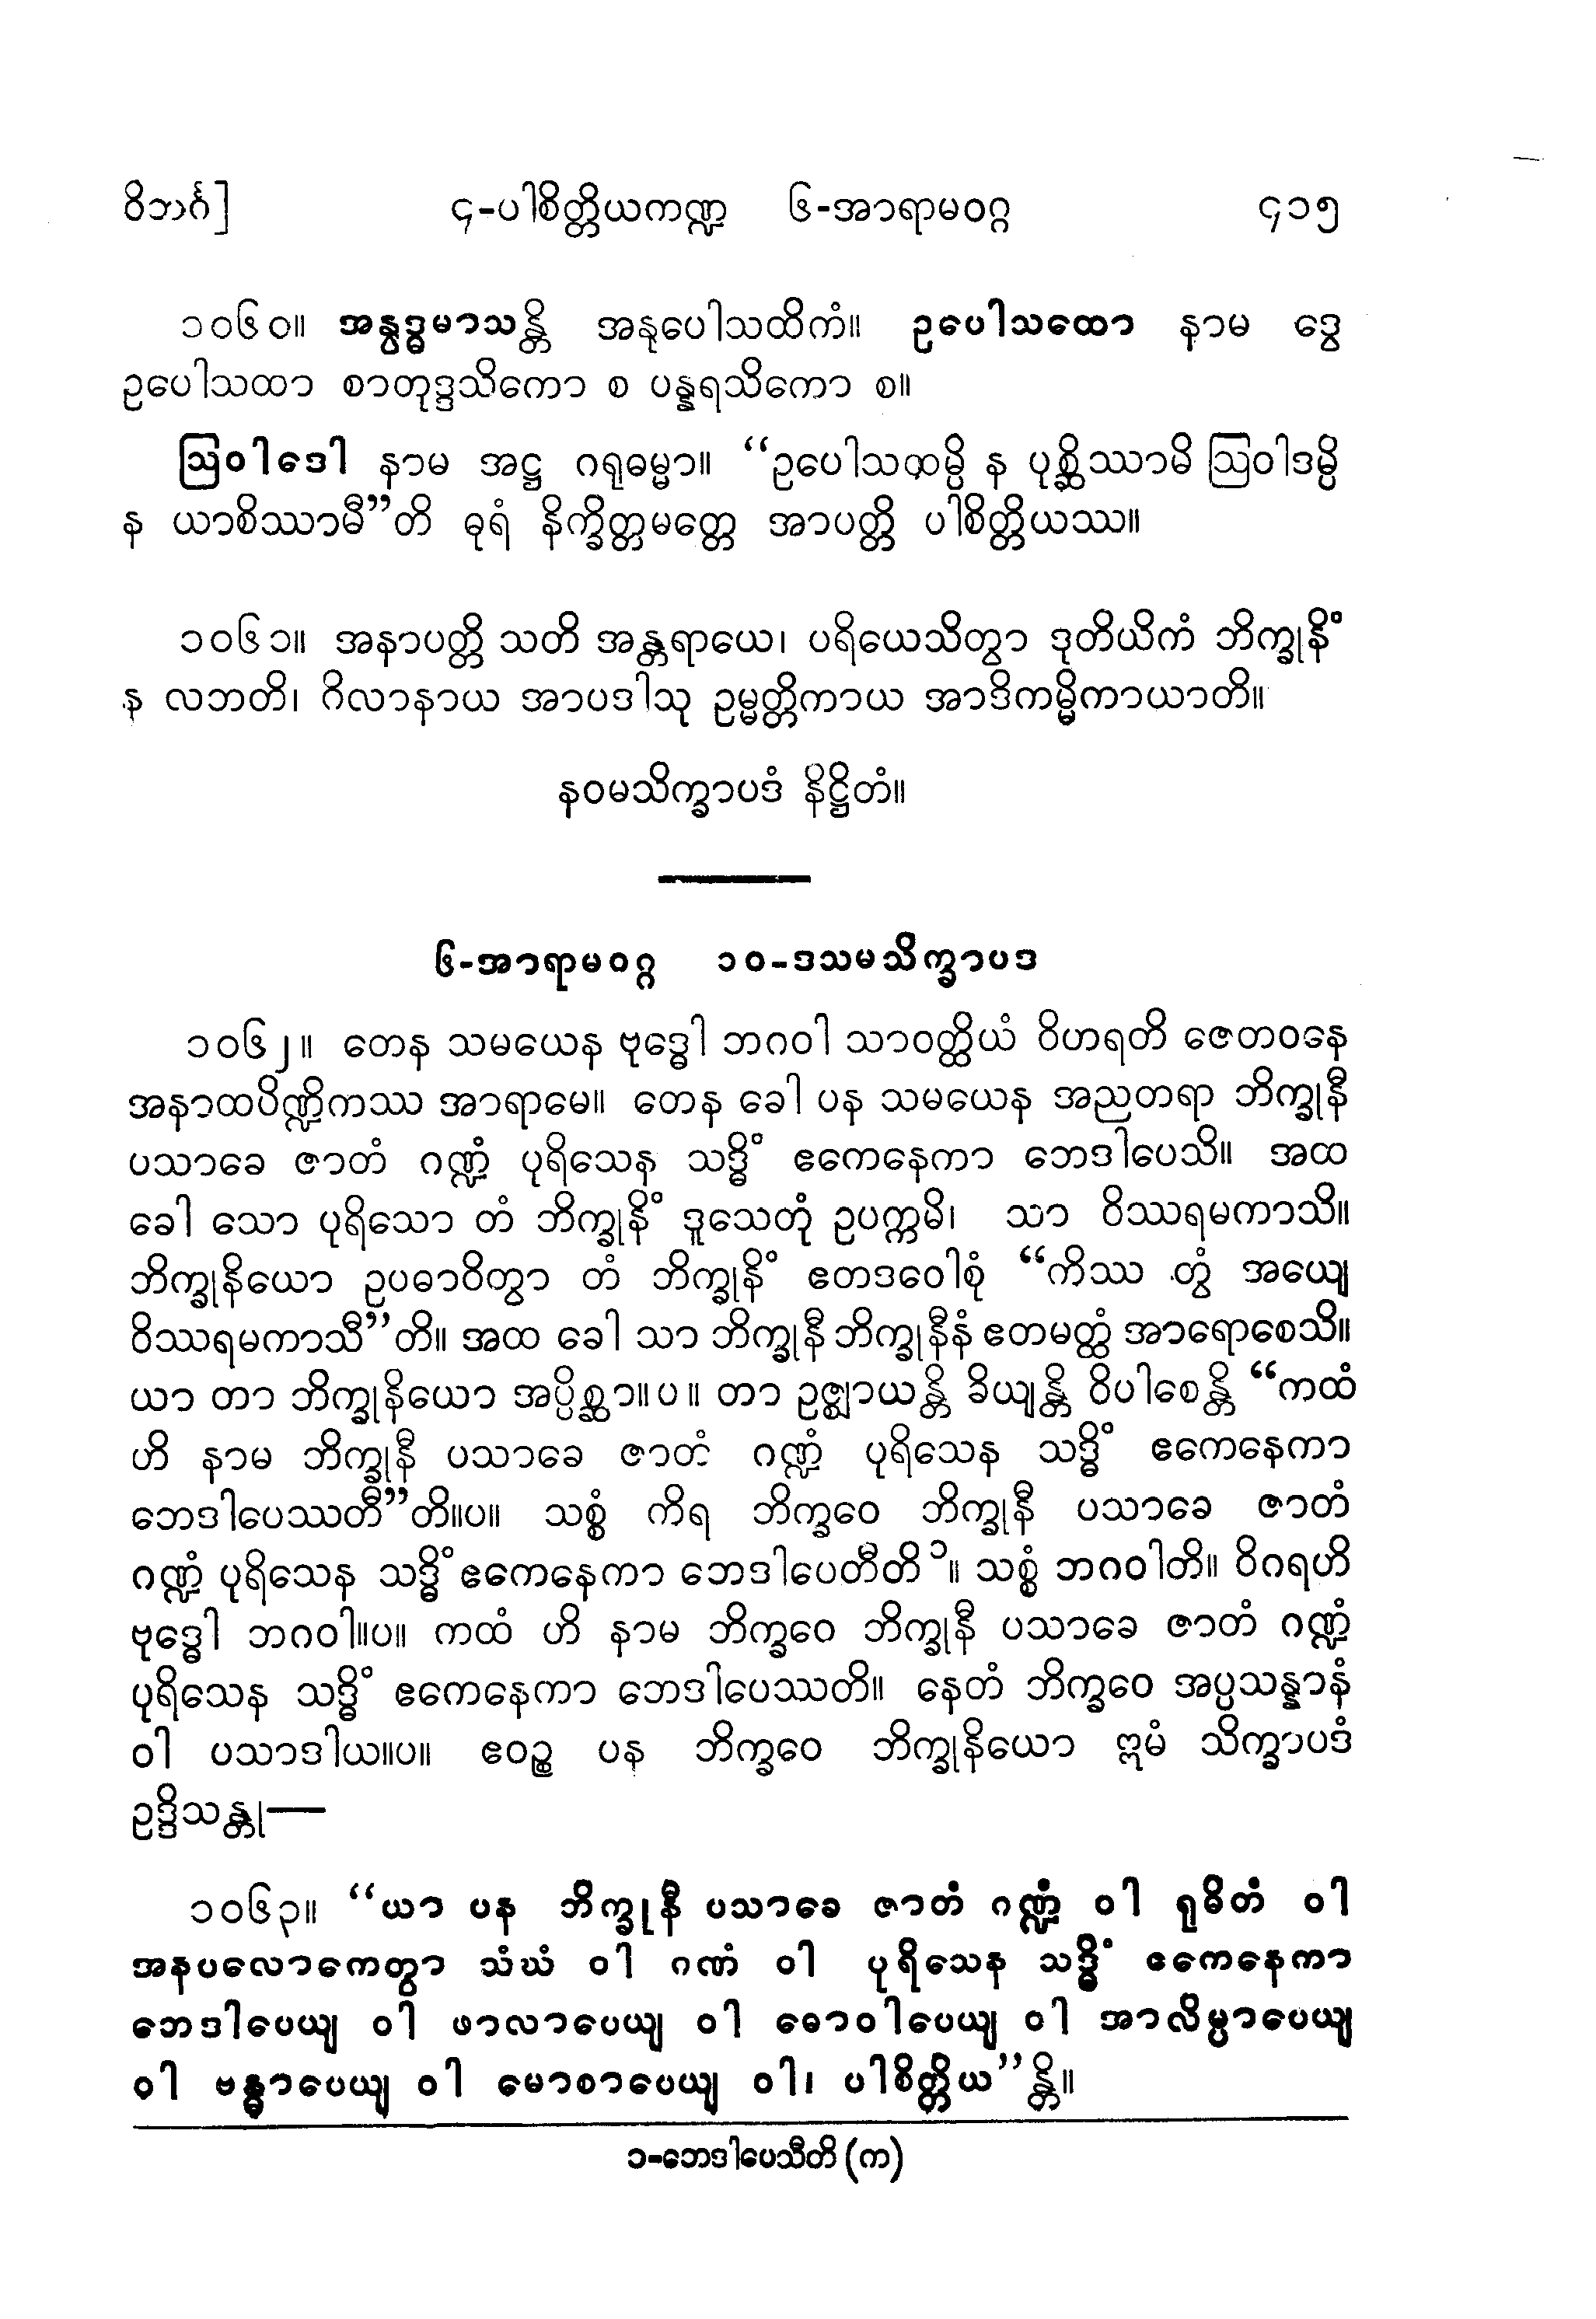 ဝိဘင်္ဂ]	၄-ပါစိတ္တိယကဏ္ဍ ၆-အာရာမဝဂ္ဂ	၄၁၅
၁၀၆၀။ အနွဒ္ဓမာသန္တိ အနုပေါသထိကံ။ ဥပေါသထော နာမ ဒွေ
ဥပေါသထာ စာတုဒ္ဒသိကော စ ပန္နရသိကော စ။
ဩဝါဒေါ နာမ အဋ္ဌ ဂရုဓမ္မာ။ “ဥပေါသထမ္ပိ န ပုစ္ဆိဿာမိ ဩဝါဒမ္ပိ
န ယာစိဿာမီ”တိ ဓုရံ နိက္ခိတ္တမတ္တေ အာပတ္တိ ပါစိတ္တိယဿ။
၁၀၆၁။ အနာပတ္တိ သတိ အန္တရာယေ၊ ပရိယေသိတွာ ဒုတိယိကံ ဘိက္ခုနိံ
န လဘတိ၊ ဂိလာနာယ အာပဒါသု ဥမ္မတ္တိကာယ အာဒိကမ္မိကာယာတိ။
နဝမသိက္ခာပဒံ နိဋ္ဌိတံ။
၆-အာရာမဝဂ္ဂ ၁၀-ဒသမသိက္ခာပဒ
၁၀၆၂။ တေန သမယေန ဗုဒ္ဓေါ ဘဂဝါ သာဝတ္ထိယံ ဝိဟရတိ ဇေတဝနေ
အနာထပိဏ္ဍိကဿ အာရာမေ။ တေန ခေါ ပန သမယေန အညတရာ ဘိက္ခုနီ
ပသာခေ ဇာတံ ဂဏ္ဍံ ပုရိသေန သဒ္ဓိံ ဧကေနေကာ ဘေဒါပေသိ။ အထ
ခေါ သော ပုရိသော တံ ဘိက္ခုနိံ ဒူသေတုံ ဥပက္ကမိ၊ သာ ဝိဿရမကာသိ။
ဘိက္ခုနိယော ဥပဓာဝိတွာ တံ ဘိက္ခုနိံ ဧတဒဝေါစုံ “ကိဿ တွံ အယျေ
ဝိဿရမကာသီ”တိ။ အထ ခေါ သာ ဘိက္ခုနီ ဘိက္ခုနီနံ ဧတမတ္ထံ အာရောစေသိ။
ယာ တာ ဘိက္ခုနိယော အပ္ပိစ္ဆာ။ပ။ တာ ဥဇ္ဈာယန္တိ ခိယျန္တိ ဝိပါစေန္တိ “ကထံ
ဟိ နာမ ဘိက္ခုနီ ပသာခေ ဇာတံ ဂဏ္ဍံ ပုရိသေန သဒ္ဓိံ ဧကေနေကာ
ဘေဒါပေဿတီ”တိ။ပ။ သစ္စံ ကိရ ဘိက္ခဝေ ဘိက္ခုနီ ပသာခေ ဇာတံ
ဂဏ္ဍံ ပုရိသေန သဒ္ဓိံ ဧကေနေကာ ဘေဒါပေတီတိ ၁။ သစ္စံ ဘဂဝါတိ။ ဝိဂရဟိ
ဗုဒ္ဓေါ ဘဂဝါ။ပ။ ကထံ ဟိ နာမ ဘိက္ခဝေ ဘိက္ခုနီ ပသာခေ ဇာတံ ဂဏ္ဍံ
ပုရိသေန သဒ္ဓိံ ဧကေနေကာ ဘေဒါပေဿတိ။ နေတံ ဘိက္ခဝေ အပ္ပသန္နာနံ
ဝါ ပသာဒါယ။ပ။ ဧဝဉ္စ ပန ဘိက္ခဝေ ဘိက္ခုနိယော ဣမံ သိက္ခာပဒံ
ဥဒ္ဒိသန္တု—
၁၀၆၃။ “ယာ ပန ဘိက္ခုနီ ပသာခေ ဇာတံ ဂဏ္ဍံ ဝါ ရုဓိတံ ဝါ
အနပလောကေတွာ သံဃံ ဝါ ဂဏံ ဝါ ပုရိသေန သဒ္ဓိံ ဧကေနေကာ
ဘေဒါပေယျ ဝါ ဖာလာပေယျ ဝါ ဓောဝါပေယျ ဝါ အာလိမ္ပာပေယျ
ဝါ ဗန္ဓာပေယျ ဝါ မောစာပေယျ ဝါ၊ ပါစိတ္တိယ”န္တိ။
၁-ဘေဒါပေသီတိ (က)